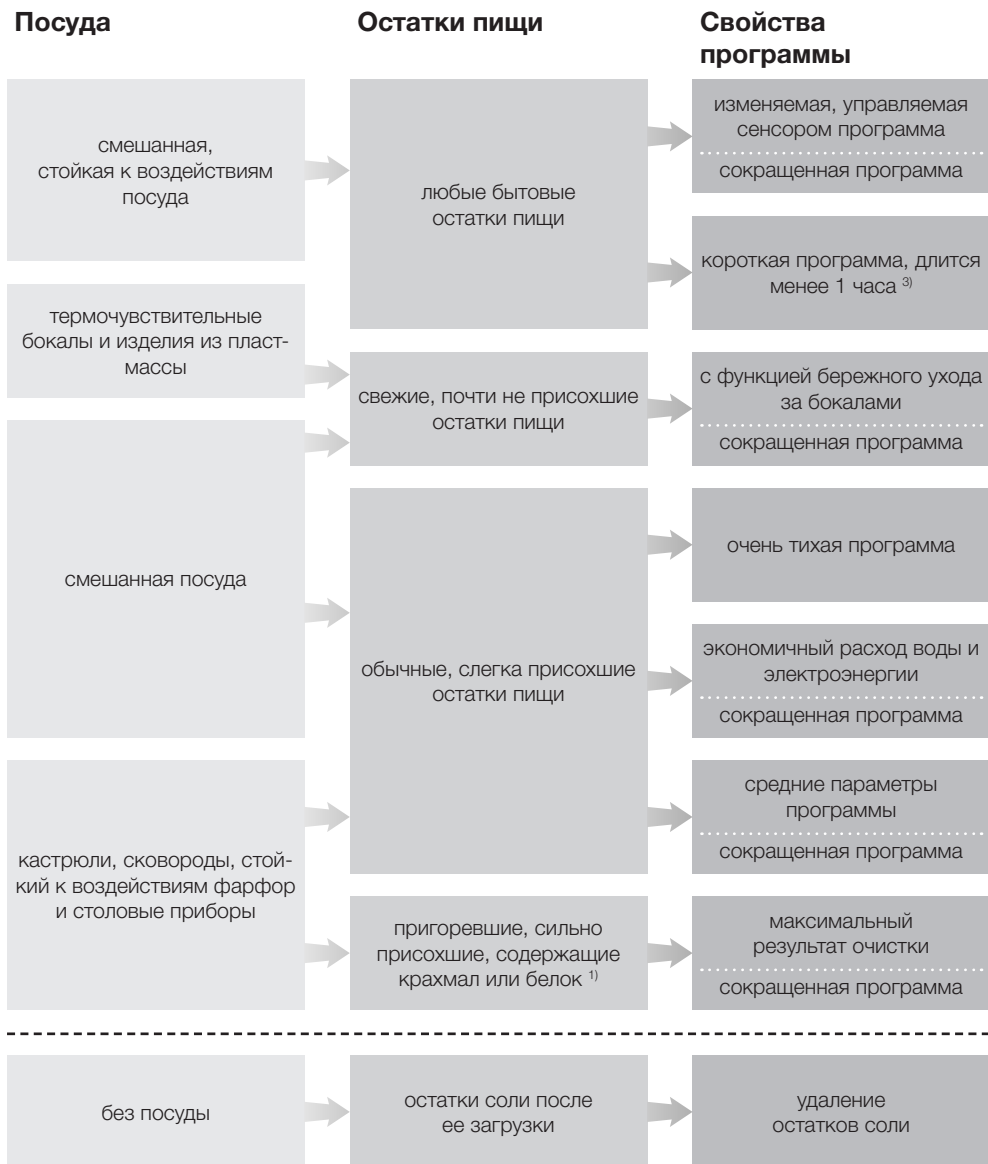 Посуда
Остатки пищи
Свойства
программы
смешанная,
стойкая к воздействиям
посуда
любые бытовые
остатки пищи
изменяемая, управляемая
сенсором программа
сокращенная программа
короткая программа, длится
менее 1 часа 3)
термочувствительные
бокалы и изделия из пласт-
массы
свежие, почти не присохшие
остатки пищи
с функцией бережного ухода
за бокалами
сокращенная программа
смешанная посуда
обычные, слегка присохшие
остатки пищи
очень тихая программа
экономичный расход воды и
электроэнергии
сокращенная программа
средние параметры
программы
сокращенная программа
кастрюли, сковороды, стой-
кий к воздействиям фарфор
и столовые приборы
пригоревшие, сильно
присохшие, содержащие
крахмал или белок 1)
максимальный
результат очистки
сокращенная программа
без посуды
остатки соли после
ее загрузки
удаление
остатков соли